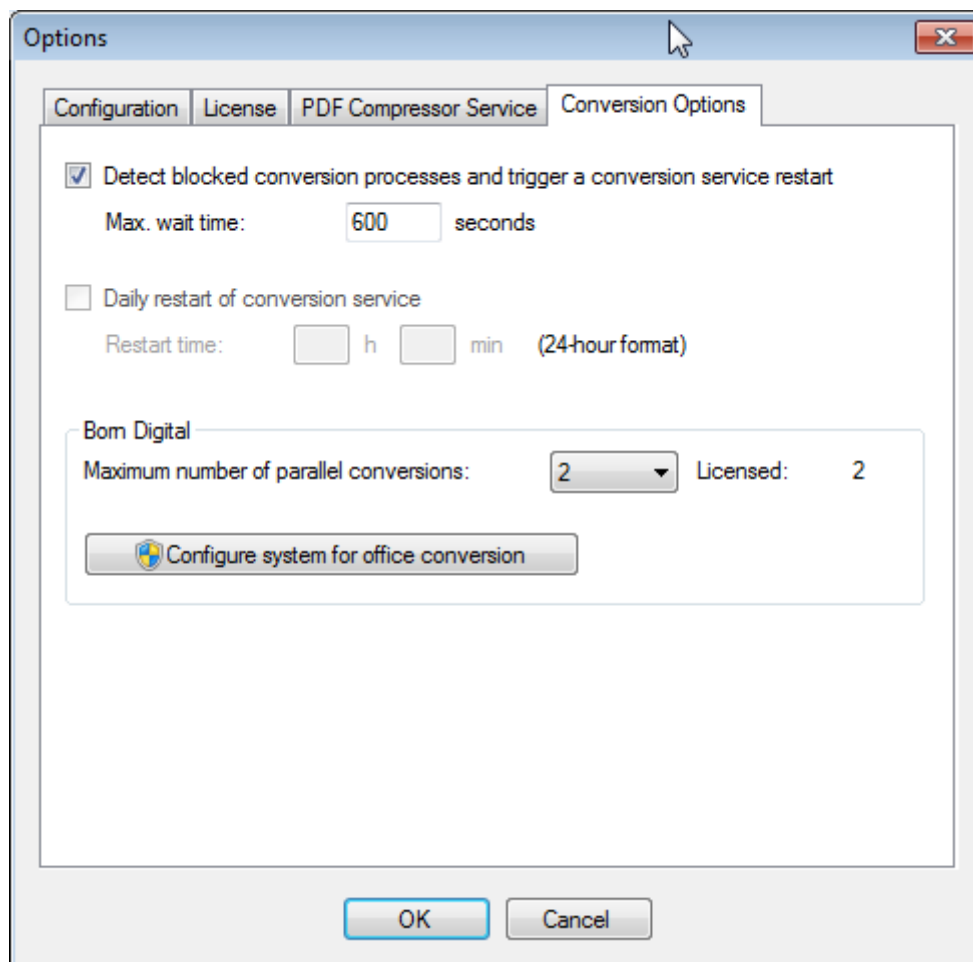 Options
Configuration License PDF Compressor Service Conversion Options
Detect blocked conversion processes and trigger a conversion service restart
Max. wait time: 600 seconds
Daily restart of conversion service
Restart time: h min (24-hour format)
Born Digital
Maximum number of parallel conversions: 2 Licensed: 2
Configure system for office conversion
OK Cancel